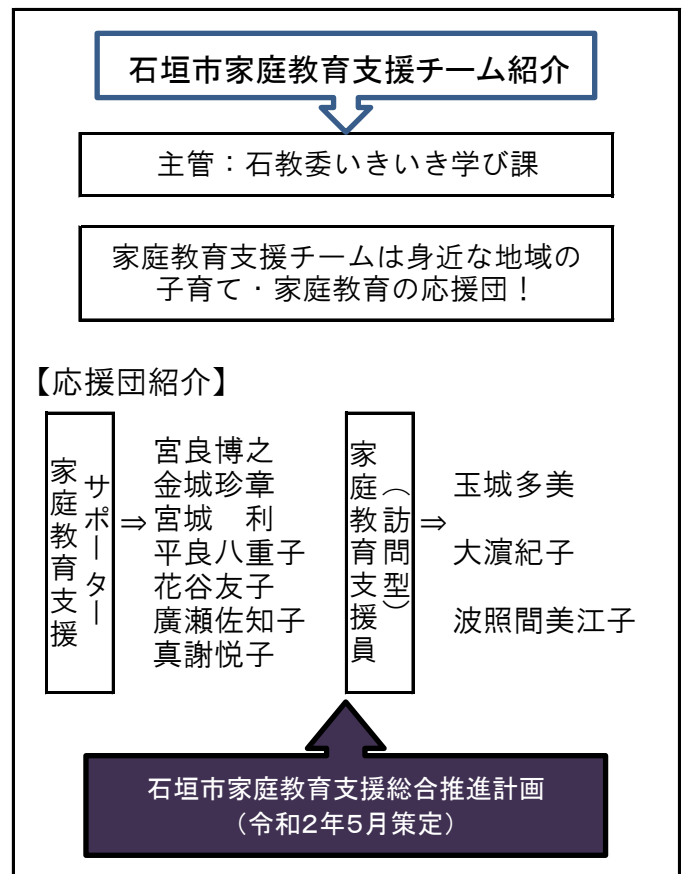 石垣市家庭教育支援チーム紹介
主管：石教委いきいき学び課
家庭教育支援チームは身近な地域の
子育て・家庭教育の応援団！
【応援団紹介】
家庭教育支援
サポーター
⇒
宮良博之
金城珍章
宮城　利
平良八重子
花谷友子
廣瀬佐知子
真謝悦子
家庭教育支援員
（訪問型）
⇒
玉城多美
大濵紀子
波照間美江子
石垣市家庭教育支援総合推進計画
（令和2年5月策定）